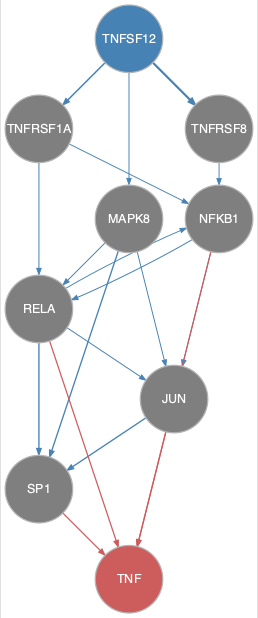 TNFSF12
TNFRSF1A
TNFRSF8
MAPK8
NFKB1
RELA
JUN
SP1
TNF